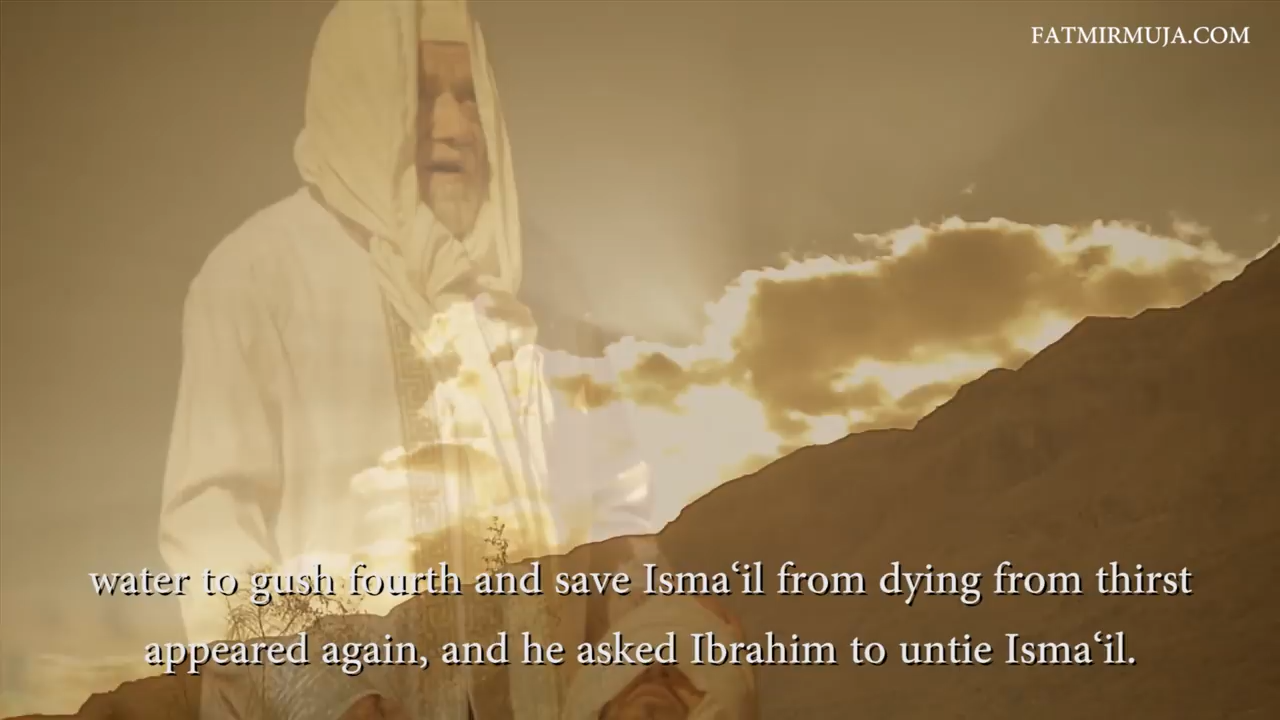 FATMIRMUJA.COM
water to gush fourth and save Isma‘il from dying from thirst
appeared again, and he asked Ibrahim to untie Isma‘il.